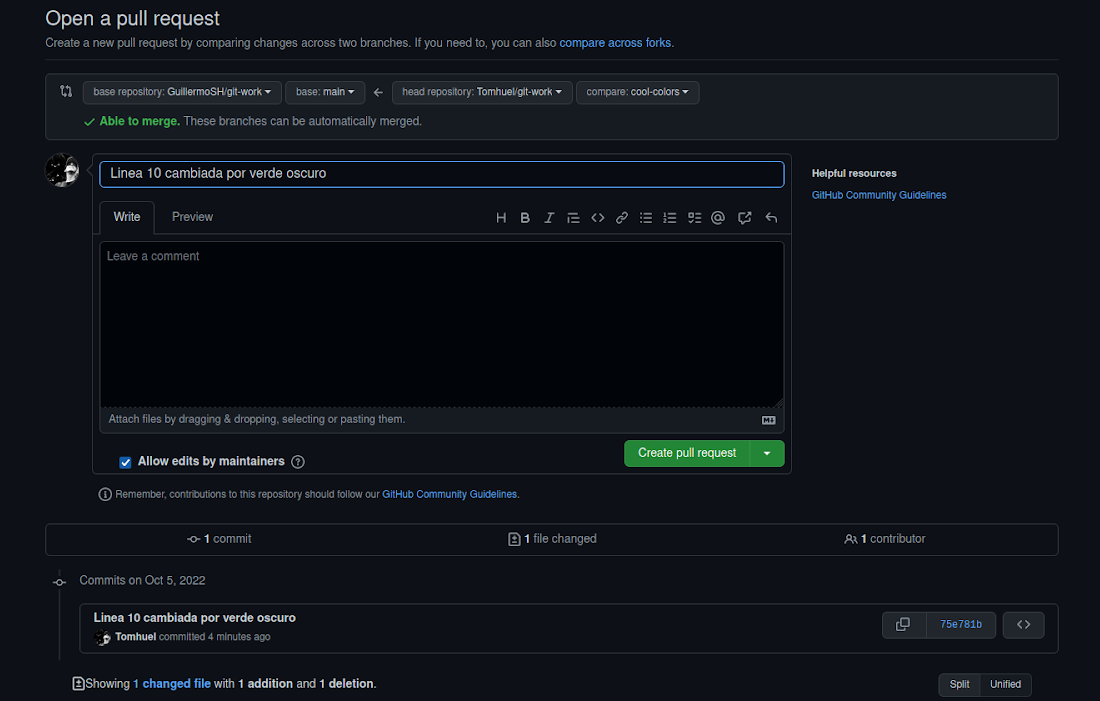 Open a pull request
Create a new pull request by comparing changes across two branches. If you need to, you can also compare across forks.
base repository: GuillermoSH/git-work base: main head repository: Tomhuel/git-work compare: cool-colors
Able to merge. These branches can be automatically merged.
Linea 10 cambiada por verde oscuro
Helpful resources
GitHub Community Guidelines
Write Preview
Leave a comment
Attach files by dragging & dropping, selecting or pasting them.
Allow edits by maintainers
Create pull request
Remember, contributions to this repository should follow our GitHub Community Guidelines.
1 commit 1 file changed 1 contributor
Commits on Oct 5, 2022
Linea 10 cambiada por verde oscuro
Tomhuel committed 4 minutes ago
75e781b
Showing 1 changed file with 1 addition and 1 deletion.
Split Unified